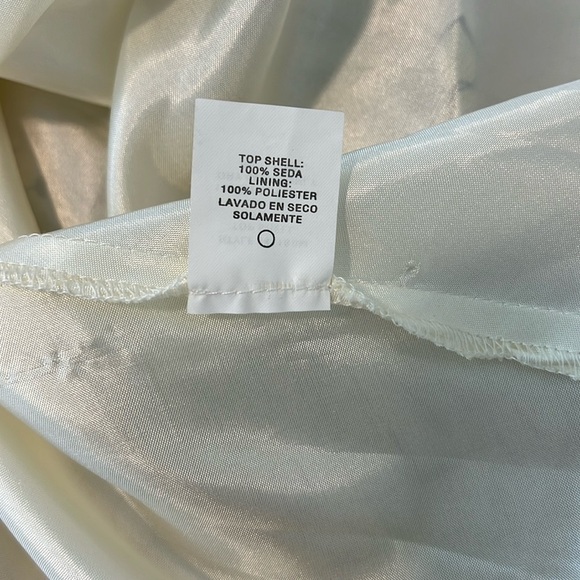 TOP SHELL:
100% SEDA
LINING:
100% POLIESTER
LAVADO EN SECO
SOLAMENTE